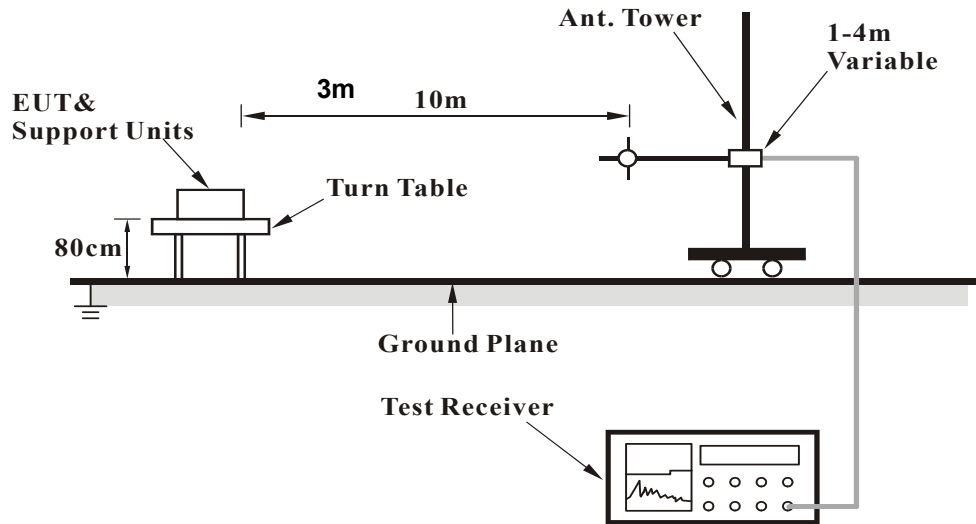 Ant. Tower
1-4m
Variable
3m
10m
EUT&
Support Units
Turn Table
80cm
Ground Plane
Test Receiver